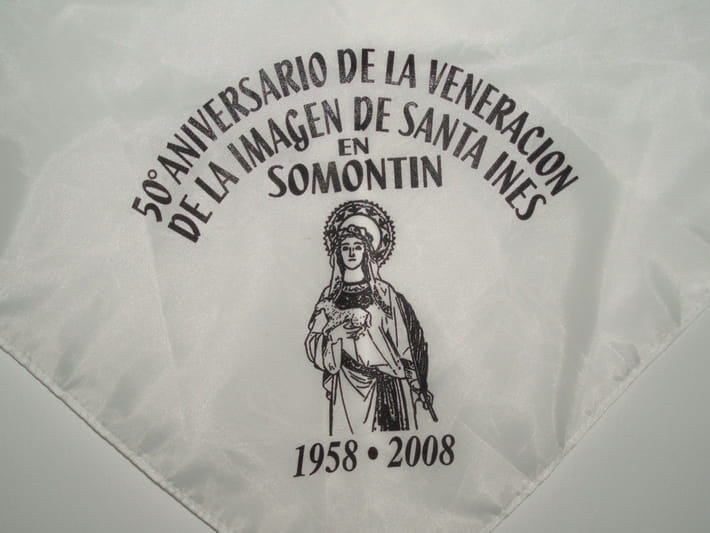 50º ANIVERSARIO DE LA VENERACION
DE LA IMAGEN DE SANTA INES
EN
SOMONTIN
1958 • 2008